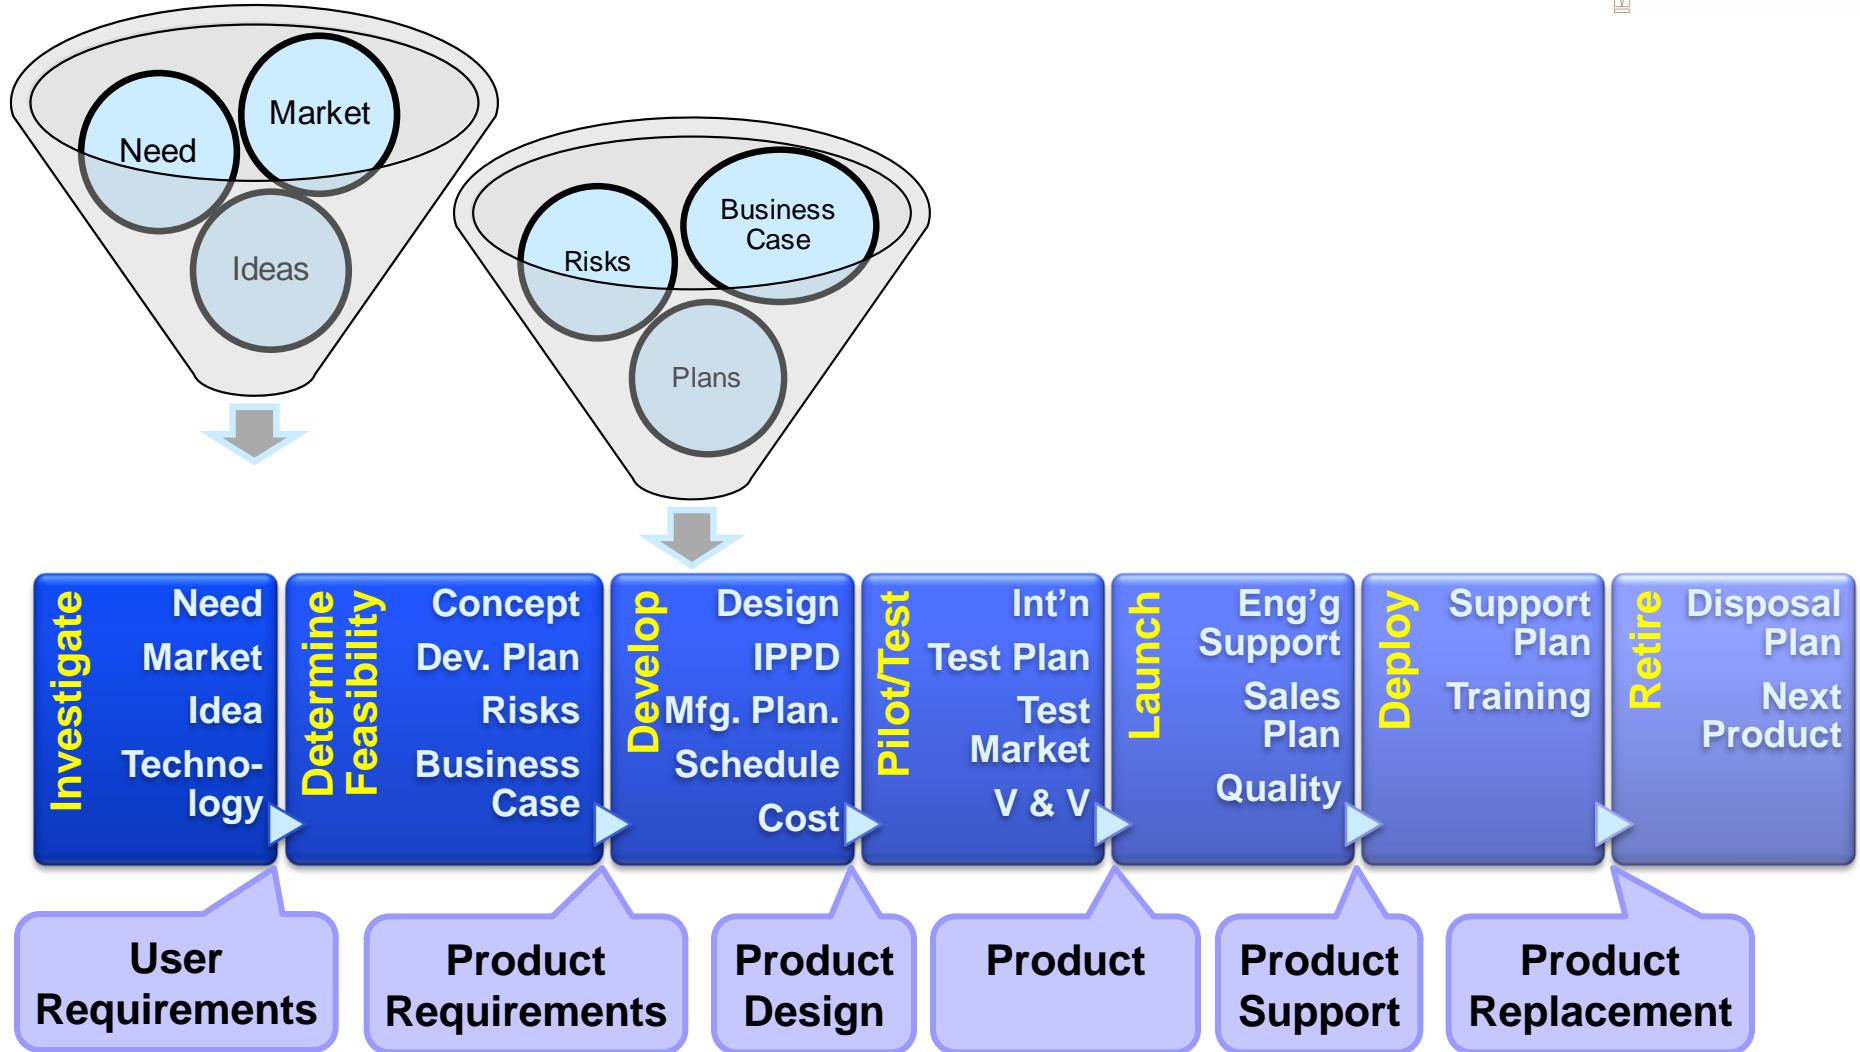 Market
Need
Ideas
Business
Case
Risks
Plans
Investigate
Need
Market
Idea
Techno-
logy
Determine
Feasibility
Concept
Dev. Plan
Risks
Business
Case
Develop
Design
IPPD
Mfg. Plan.
Schedule
Cost
Pilot/Test
Int'n
Test Plan
Test
Market
V & V
Launch
Eng’g
Support
Sales
Plan
Quality
Deploy
Support
Plan
Training
Retire
Disposal
Plan
Next
Product
User
Requirements
Product
Requirements
Product
Design
Product
Product
Support
Product
Replacement